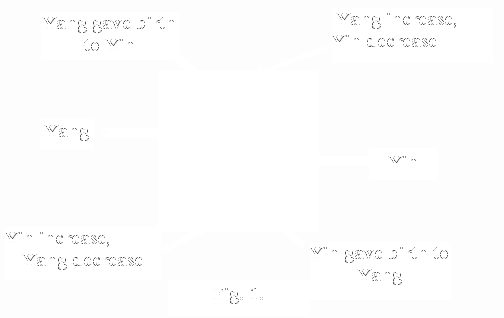 Yang gave birth
to Yin
Yang increase,
Yin decrease
Yang
Yin
Yin increase,
Yang decrease
Yin gave birth to
Yang
fig. 1.